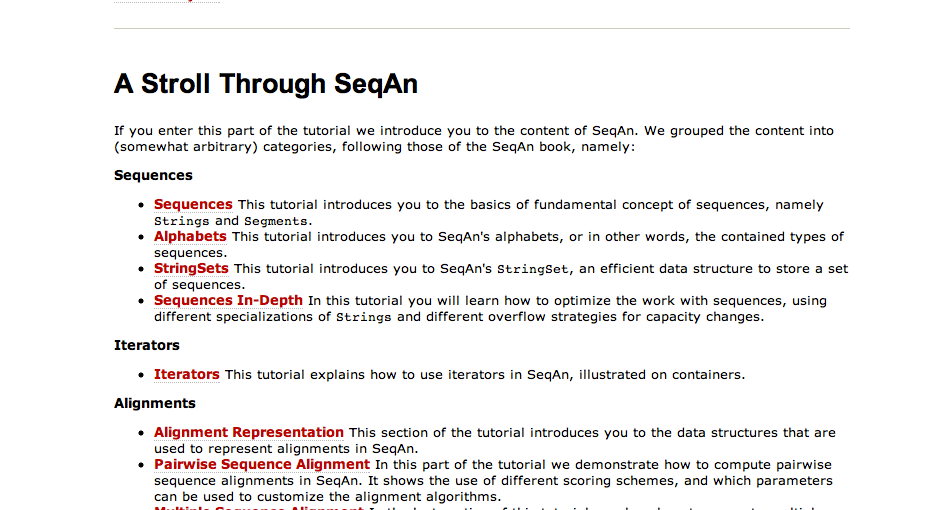 A Stroll Through SeqAn
If you enter this part of the tutorial we introduce you to the content of SeqAn. We grouped the content into
(somewhat arbitrary) categories, following those of the SeqAn book, namely:
Sequences
• Sequences This tutorial introduces you to the basics of fundamental concept of sequences, namely
Strings and Segments.
• Alphabets This tutorial introduces you to SeqAn's alphabets, or in other words, the contained types of
sequences.
• StringSets This tutorial introduces you to SeqAn's StringSet, an efficient data structure to store a set
of sequences.
• Sequences In-Depth In this tutorial you will learn how to optimize the work with sequences, using
different specializations of Strings and different overflow strategies for capacity changes.
Iterators
• Iterators This tutorial explains how to use iterators in SeqAn, illustrated on containers.
Alignments
• Alignment Representation This section of the tutorial introduces you to the data structures that are
used to represent alignments in SeqAn.
• Pairwise Sequence Alignment In this part of the tutorial we demonstrate how to compute pairwise
sequence alignments in SeqAn. It shows the use of different scoring schemes, and which parameters
can be used to customize the alignment algorithms.
Multiple Sequence Alignment In the